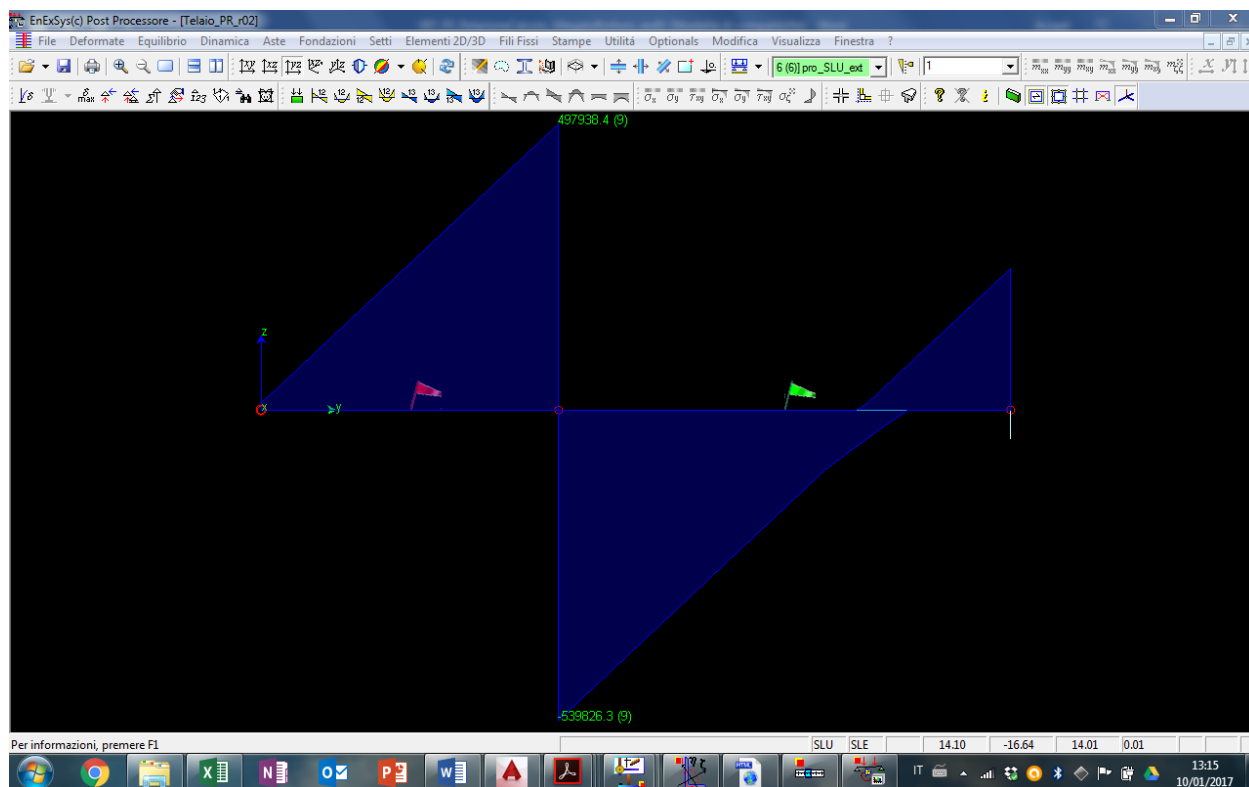 EnExSys(c) Post Processore - [Telaio_PR_r02]
File Deformate Equilibrio Dinamica Aste Fondazioni Setti Elementi 2D/3D Fili Fissi Stampe Utilitá Optionals Modifica Visualizza Finestra ?
6 (6)] pro_SLU_ext 1
497938.4 (9)
z
x y
-539826.3 (9)
Per informazioni, premere F1 SLU SLE 14.10 -16.64 14.01 0.01
IT 13:15
10/01/2017